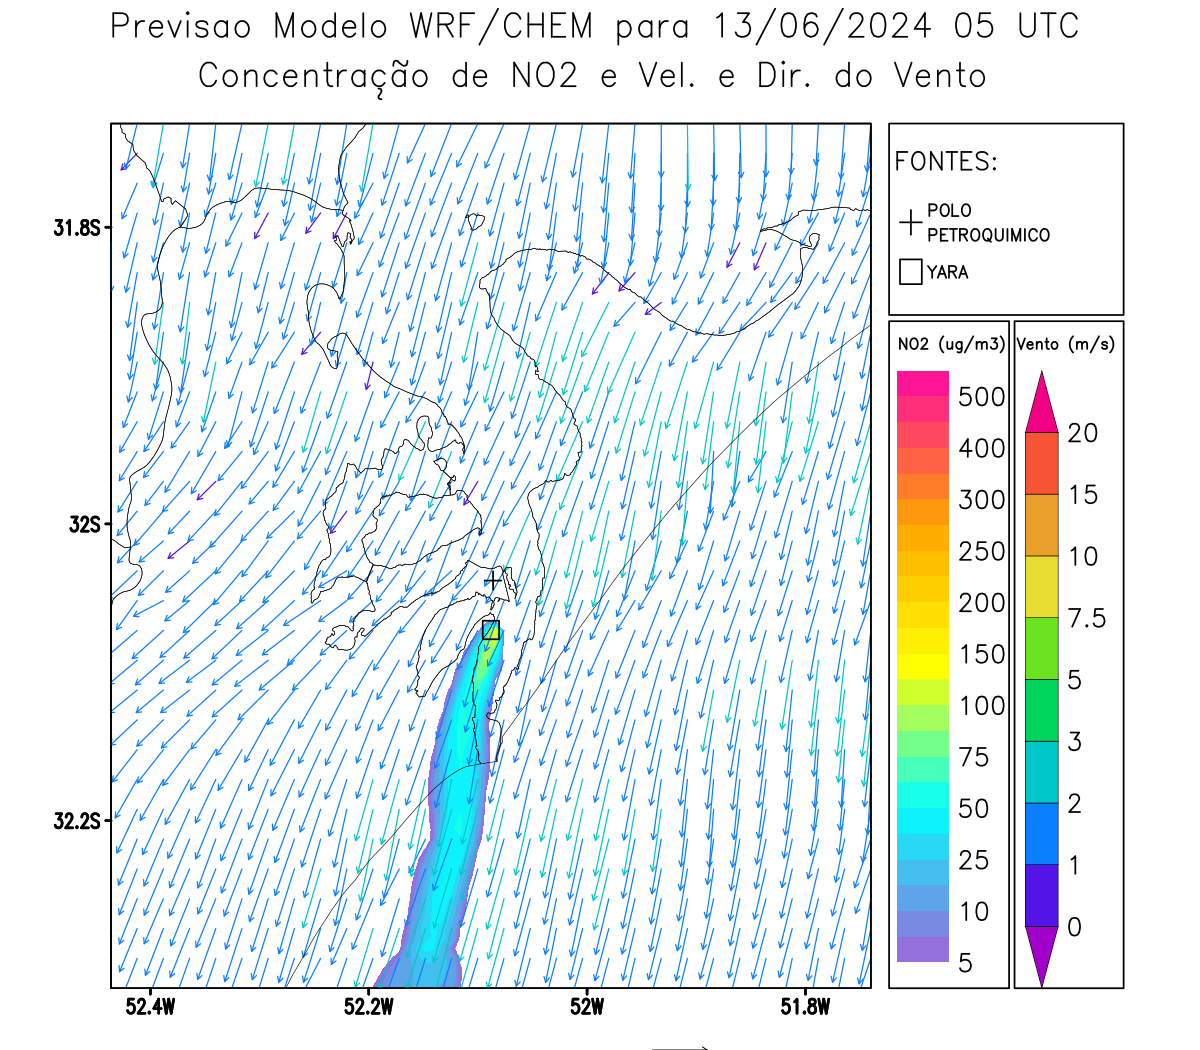 Previsao Modelo WRF/CHEM para 13/06/2024 05 UTC
Concentração de NO2 e Vel. e Dir. do Vento
FONTES:
POLO
PETROQUIMICO
YARA
31.8S
32S
32.2S
52.4W
52.2W
52W
51.8W
NO2 (ug/m3)
500
400
300
250
200
150
100
75
50
25
10
5
Vento (m/s)
20
15
10
7.5
5
3
2
1
0